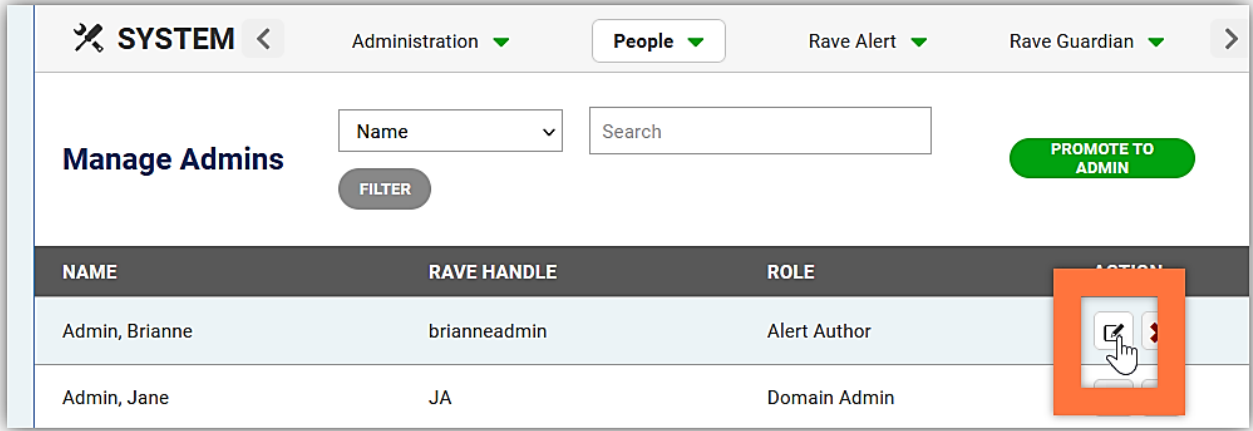 SYSTEM
Administration People Rave Alert Rave Guardian
Manage Admins Name Search PROMOTE TO
ADMIN
FILTER
NAME RAVE HANDLE ROLE ACTION
Admin, Brianne brianneadmin Alert Author
Admin, Jane JA Domain Admin